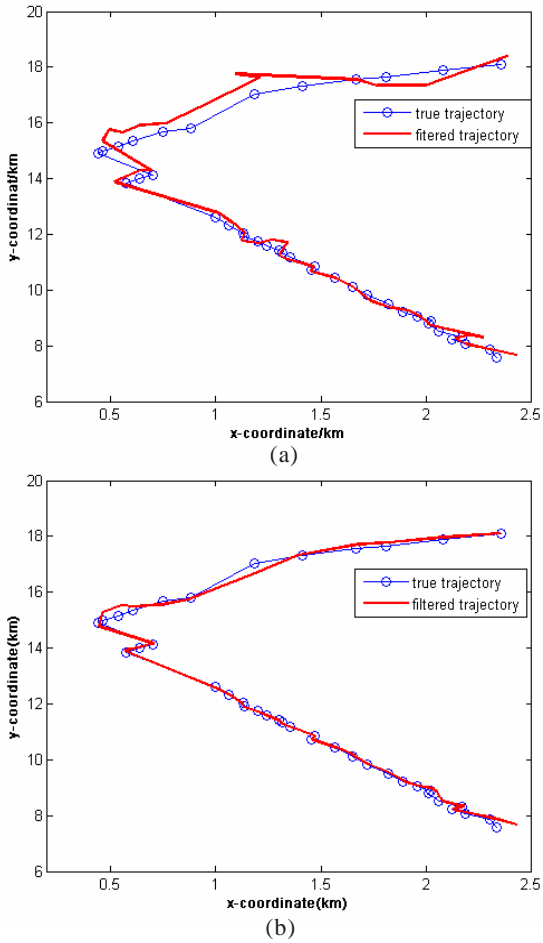 20
18
16
14
12
10
8
6
y-coordinat/km
true trajectory
fitered trajectory
0.5 1 1.5 2 2.5
x-coordinate/km
(a)
20
18
16
14
12
10
8
6
y-coordinate(km)
true trajectory
filtered trajectory
0.5 1 1.5 2 2.5
x-coordinate(km)
(b)